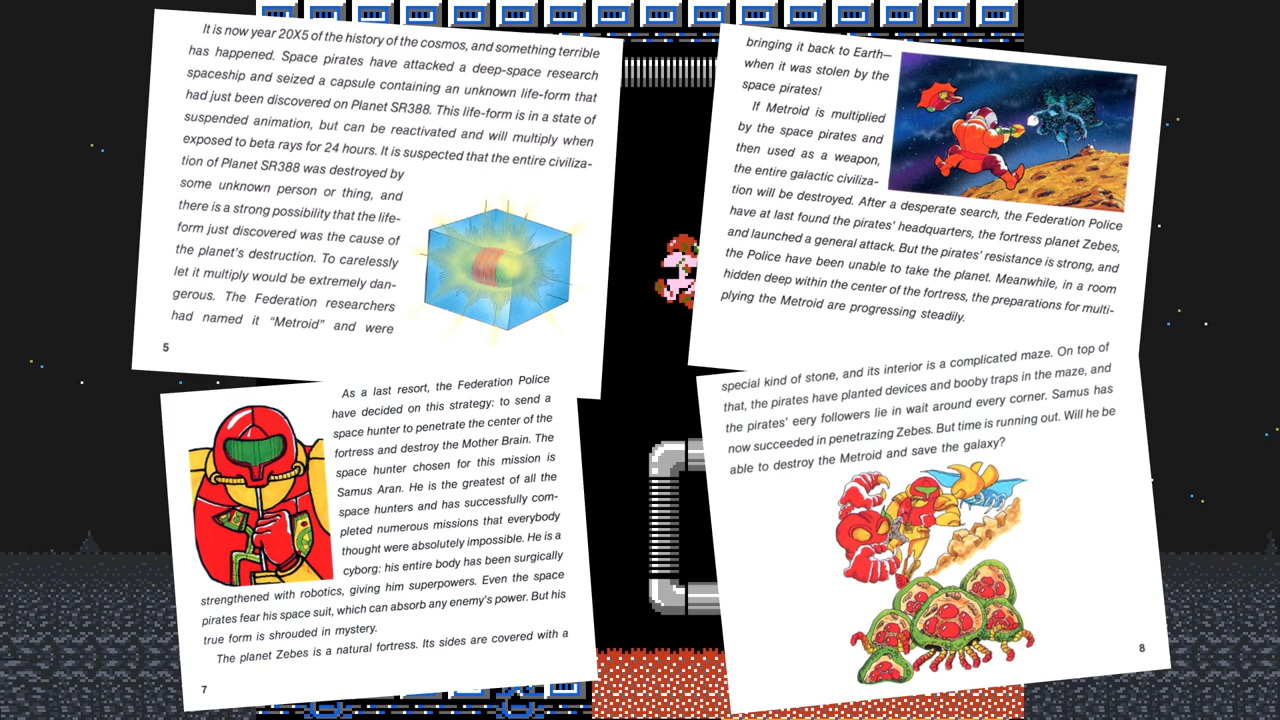 It is now year 20X5 of the history of the cosmos, and something terrible
has happened. Space pirates have attacked a deep-space research
spaceship and seized a capsule containing an unknown life-form that
had just been discovered on Planet SR388. This life-form is in a state of
suspended animation, but can be reactivated and will multiply when
exposed to beta rays for 24 hours. It is suspected that the entire civiliza-
tion of Planet SR388 was destroyed by
some unknown person or thing, and
there is a strong possibility that the life-
form just discovered was the cause of
the planet's destruction. To carelessly
let it multiply would be extremely dan-
gerous. The Federation researchers
had named it "Metroid" and were
5
bringing it back to Earth—
when it was stolen by the
space pirates!
If Metroid is multiplied
by the space pirates and
then used as a weapon,
the entire galactic civiliza-
tion will be destroyed. After a desperate search, the Federation Police
have at last found the pirates' headquarters, the fortress planet Zebes,
and launched a general attack. But the pirates' resistance is strong, and
the Police have been unable to take the planet. Meanwhile, in a room
hidden deep within the center of the fortress, the preparations for multi-
plying the Metroid are progressing steadily.
As a last resort, the Federation Police
have decided on this strategy: to send a
space hunter to penetrate the center of the
fortress and destroy the Mother Brain. The
space hunter chosen for this mission is
Samus Aran. He is the greatest of all the
space hunters and has successfully com-
pleted numerous missions that everybody
thought were absolutely impossible. He is a
cyborg: his entire body has been surgically
strengthened with robotics, giving him superpowers. Even the space
pirates fear his space suit, which can absorb any enemy's power. But his
true form is shrouded in mystery.
The planet Zebes is a natural fortress. Its sides are covered with a
7
special kind of stone, and its interior is a complicated maze. On top of
that, the pirates have planted devices and booby traps in the maze, and
the pirates' eery followers lie in wait around every corner. Samus has
now succeeded in penetrazing Zebes. But time is running out. Will he be
able to destroy the Metroid and save the galaxy?
8